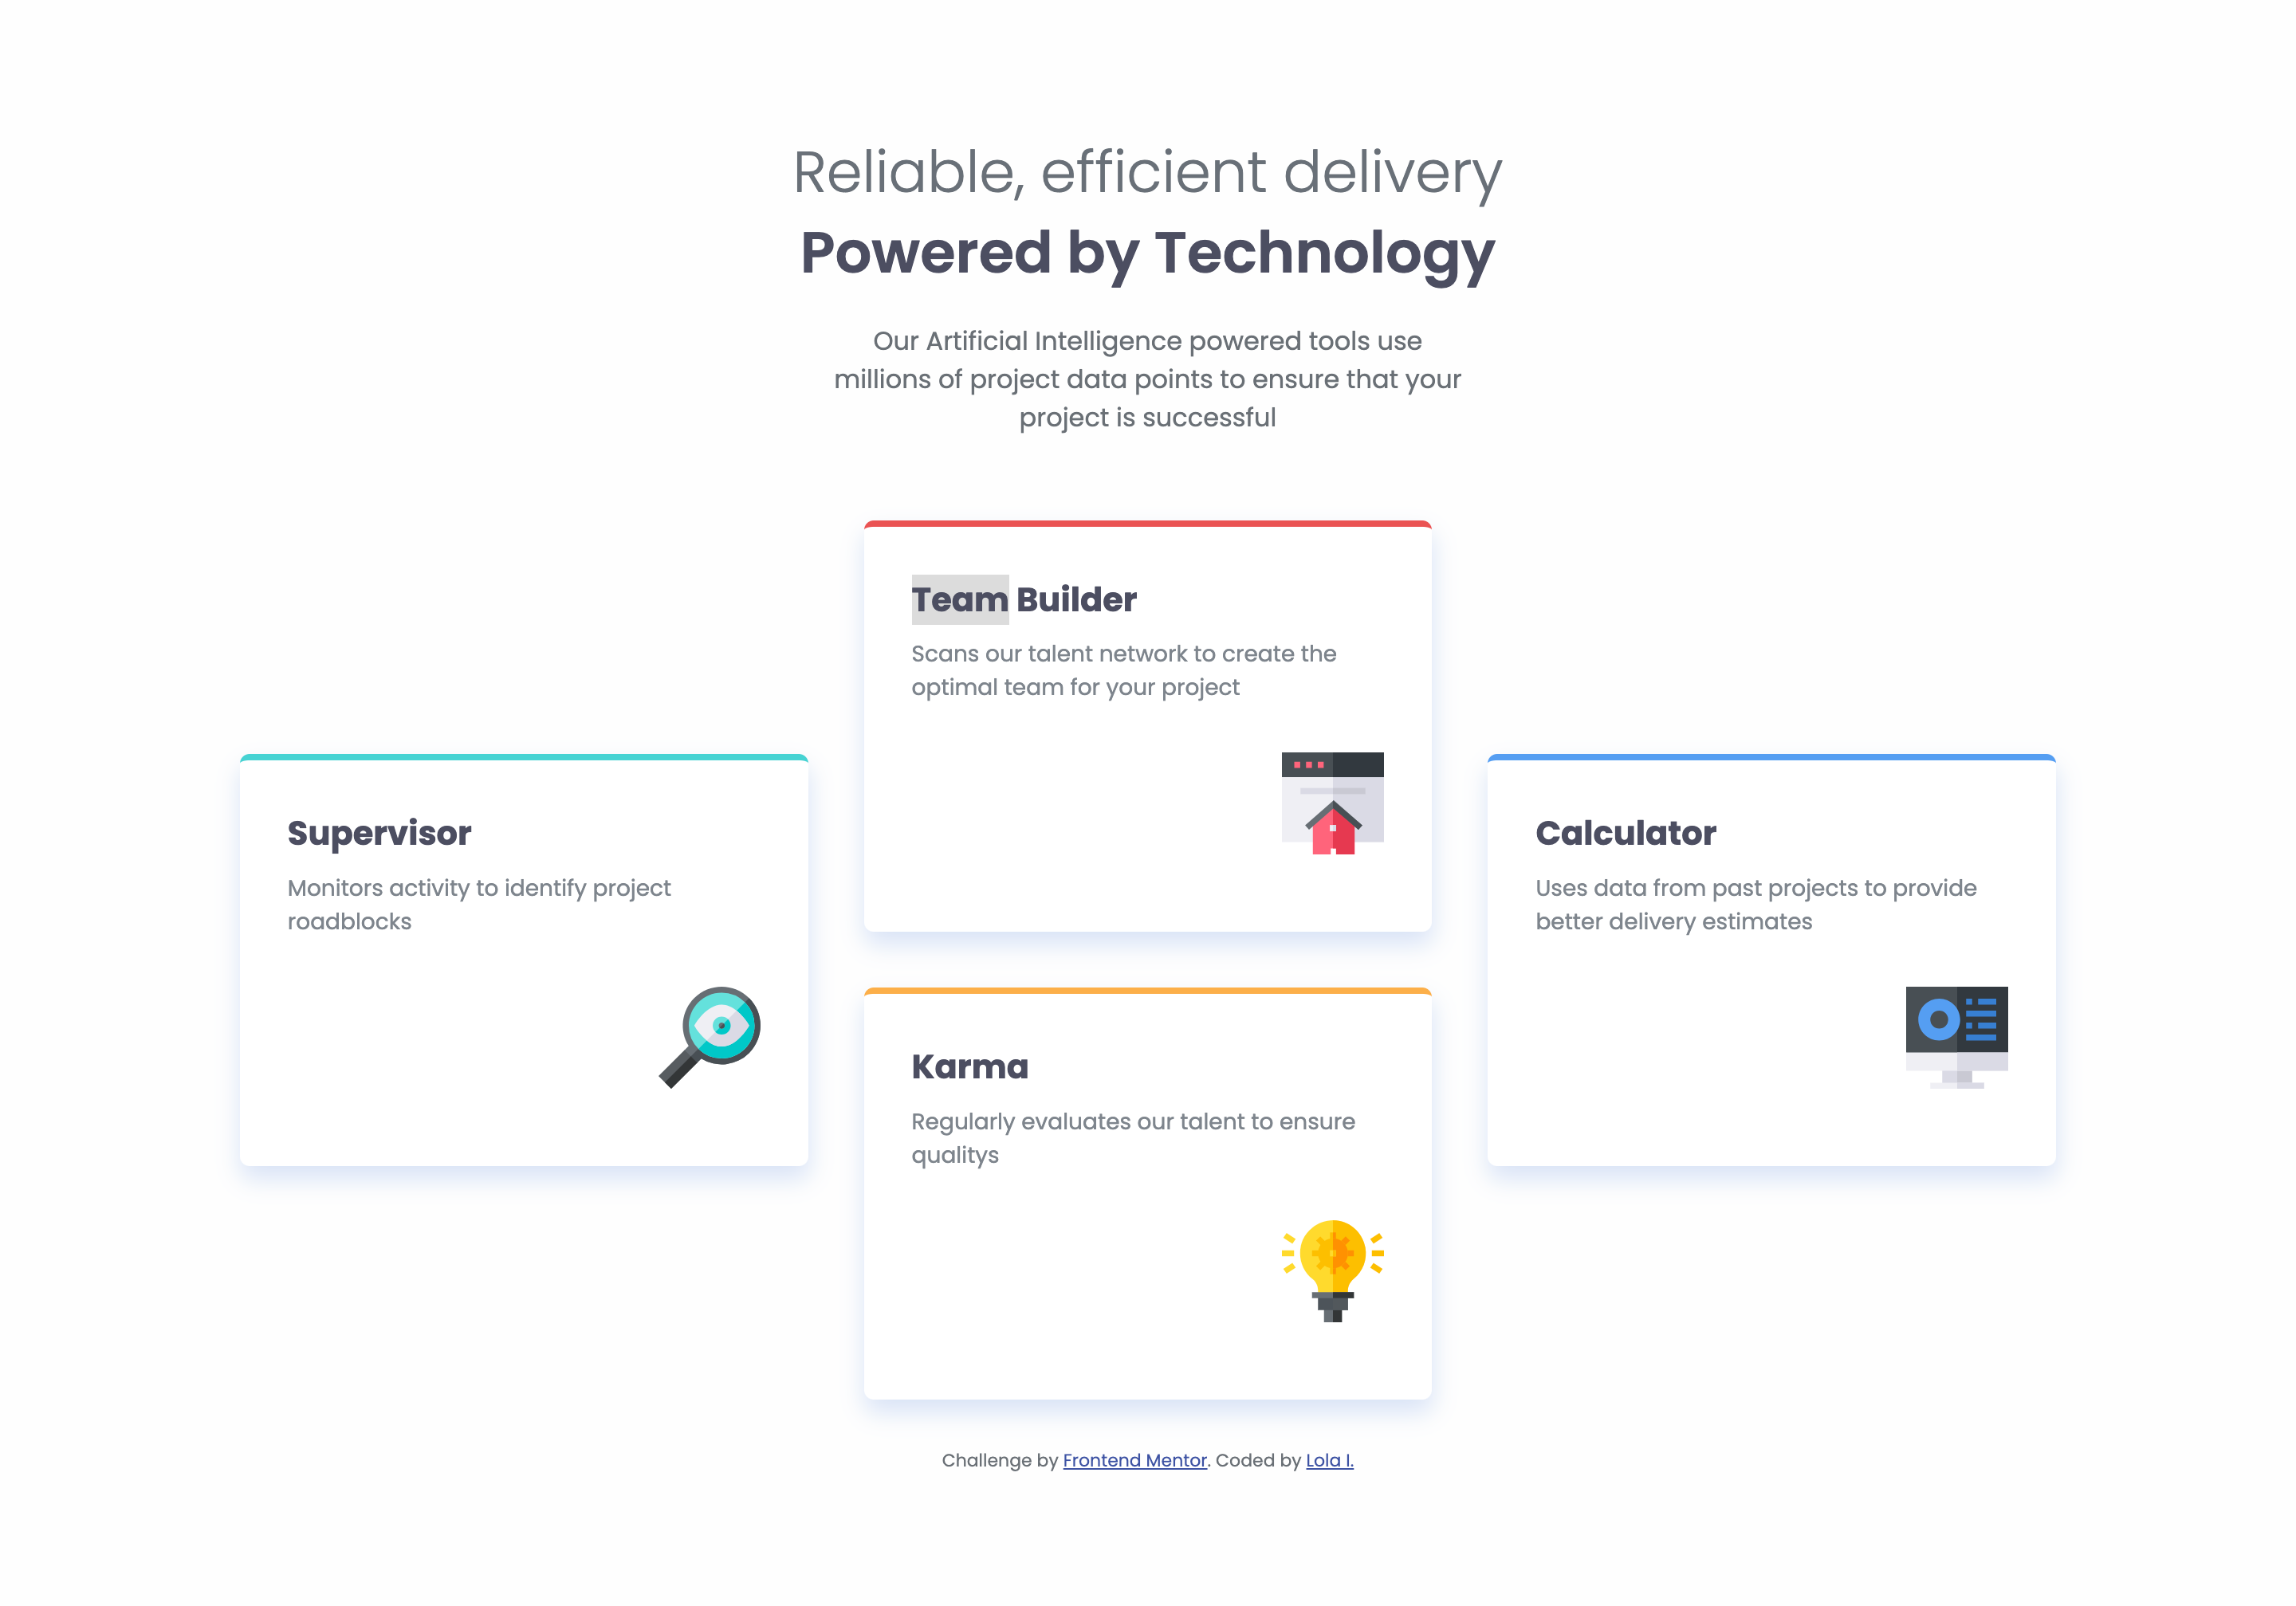 Reliable, efficient delivery
Powered by Technology
Our Artificial Intelligence powered tools use
millions of project data points to ensure that your
project is successful
Team Builder
Scans our talent network to create the
optimal team for your project
Supervisor
Monitors activity to identify project
roadblocks
Calculator
Uses data from past projects to provide
better delivery estimates
Karma
Regularly evaluates our talent to ensure
qualitys
Challenge by Frontend Mentor. Coded by Lola I.